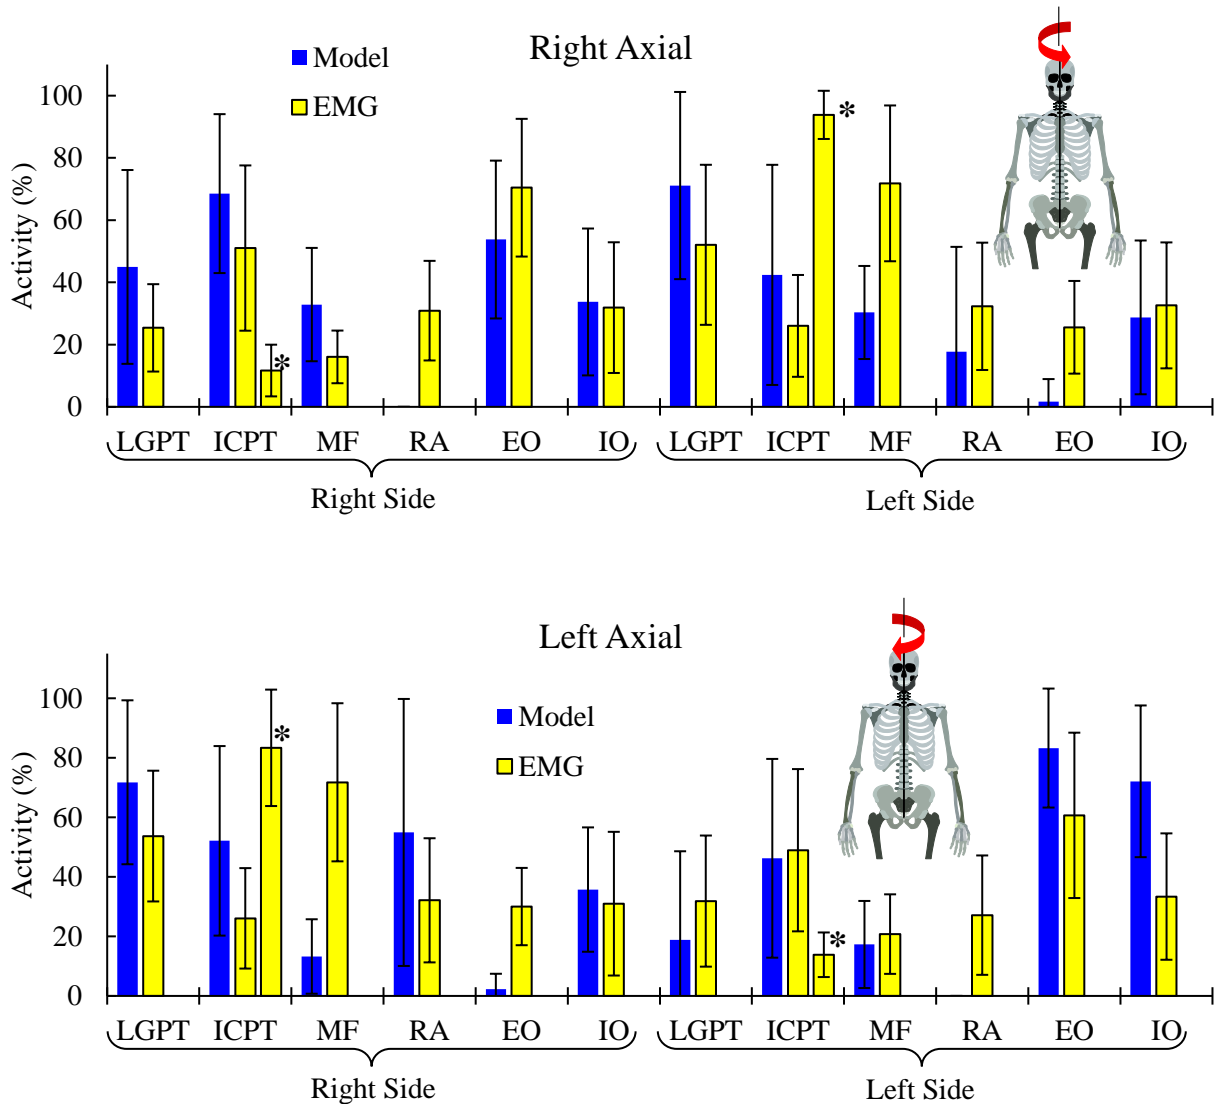 Right Axial
Model
EMG
*
*
Activity (%)
100
80
60
40
20
0
LGPT ICPT MF RA EO IO LGPT ICPT MF RA EO IO
Right Side Left Side
Left Axial
Model
EMG
*
*
Activity (%)
100
80
60
40
20
0
LGPT ICPT MF RA EO IO LGPT ICPT MF RA EO IO
Right Side Left Side